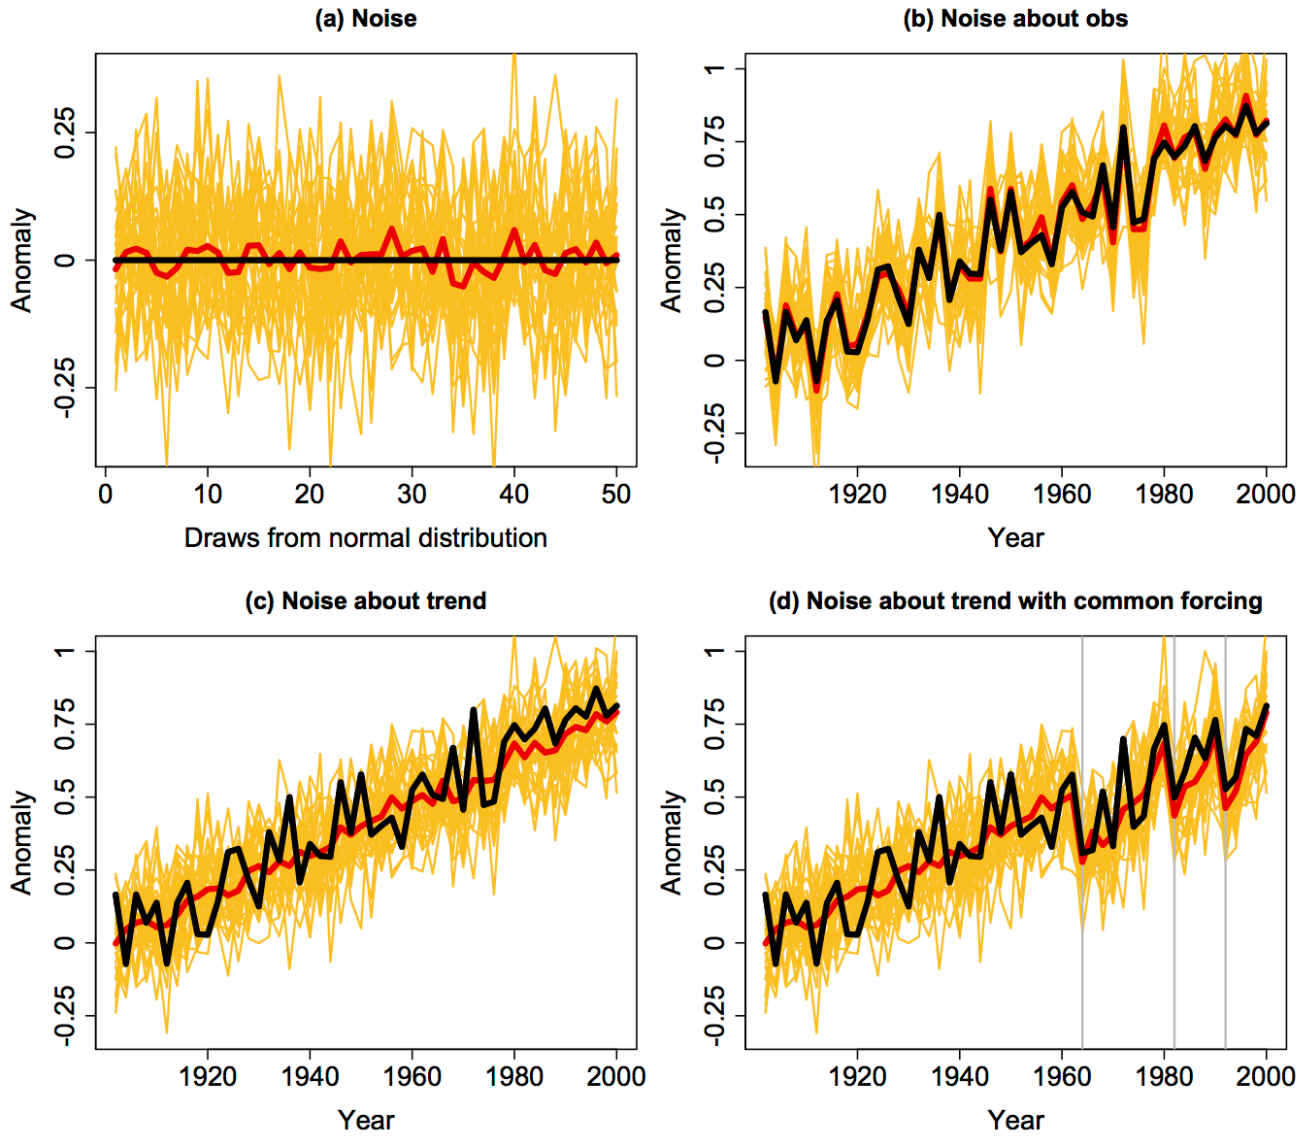 (a) Noise
Anomaly
0.25
0
-0.25
0 10 20 30 40 50
Draws from normal distribution
(b) Noise about obs
Anomaly
1
0.75
0.5
0.25
0
-0.25
1920 1940 1960 1980 2000
Year
(c) Noise about trend
Anomaly
1
0.75
0.5
0.25
0
-0.25
1920 1940 1960 1980 2000
Year
(d) Noise about trend with common forcing
Anomaly
1
0.75
0.5
0.25
0
-0.25
1920 1940 1960 1980 2000
Year